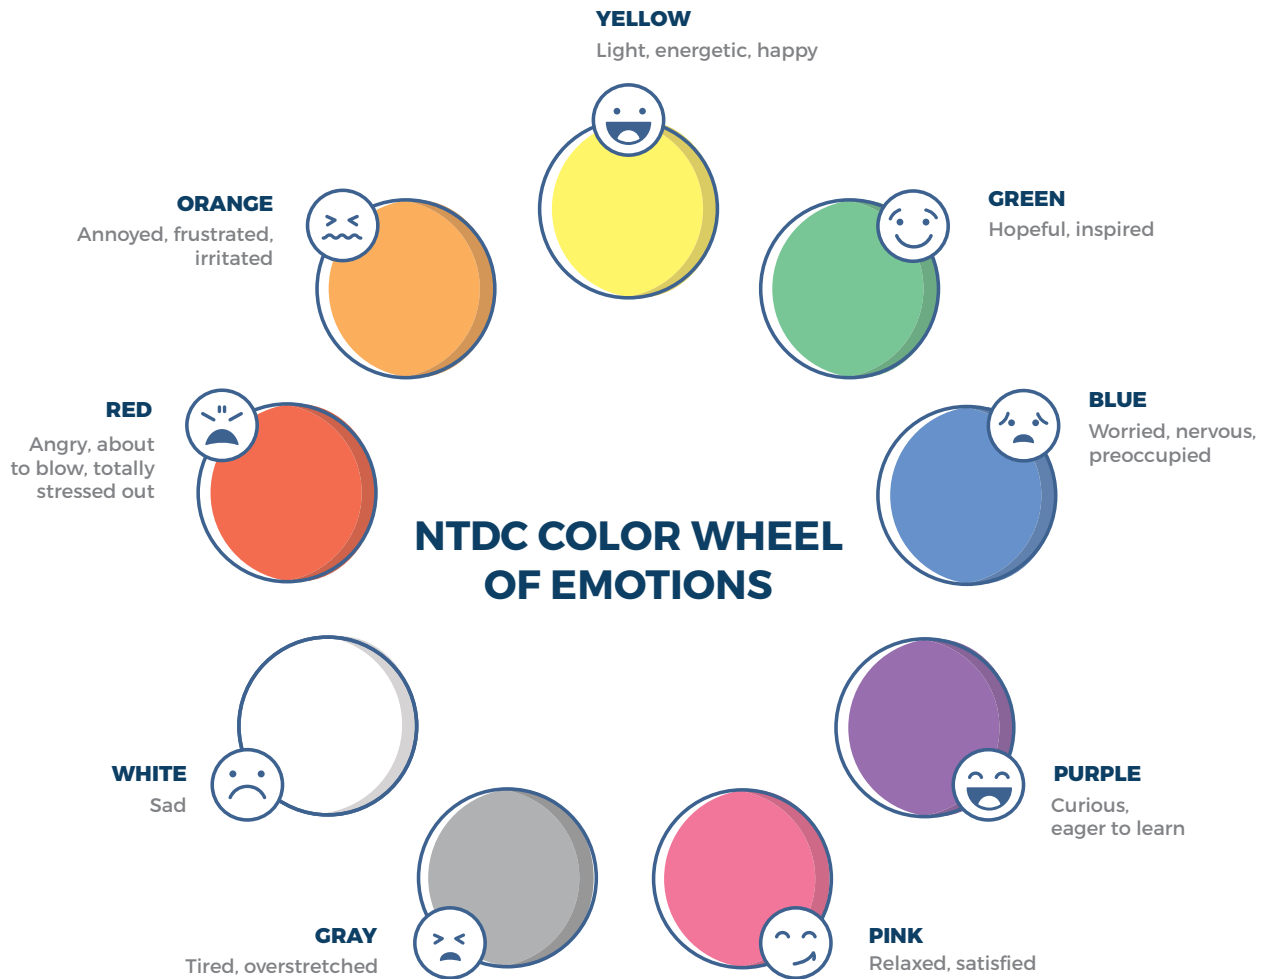 YELLOW
Light, energetic, happy
ORANGE
Annoyed, frustrated,
irritated
GREEN
Hopeful, inspired
RED
Angry, about
to blow, totally
stressed out
BLUE
Worried, nervous,
preoccupied
NTDC COLOR WHEEL
OF EMOTIONS
WHITE
Sad
PURPLE
Curious,
eager to learn
GRAY
Tired, overstretched
PINK
Relaxed, satisfied